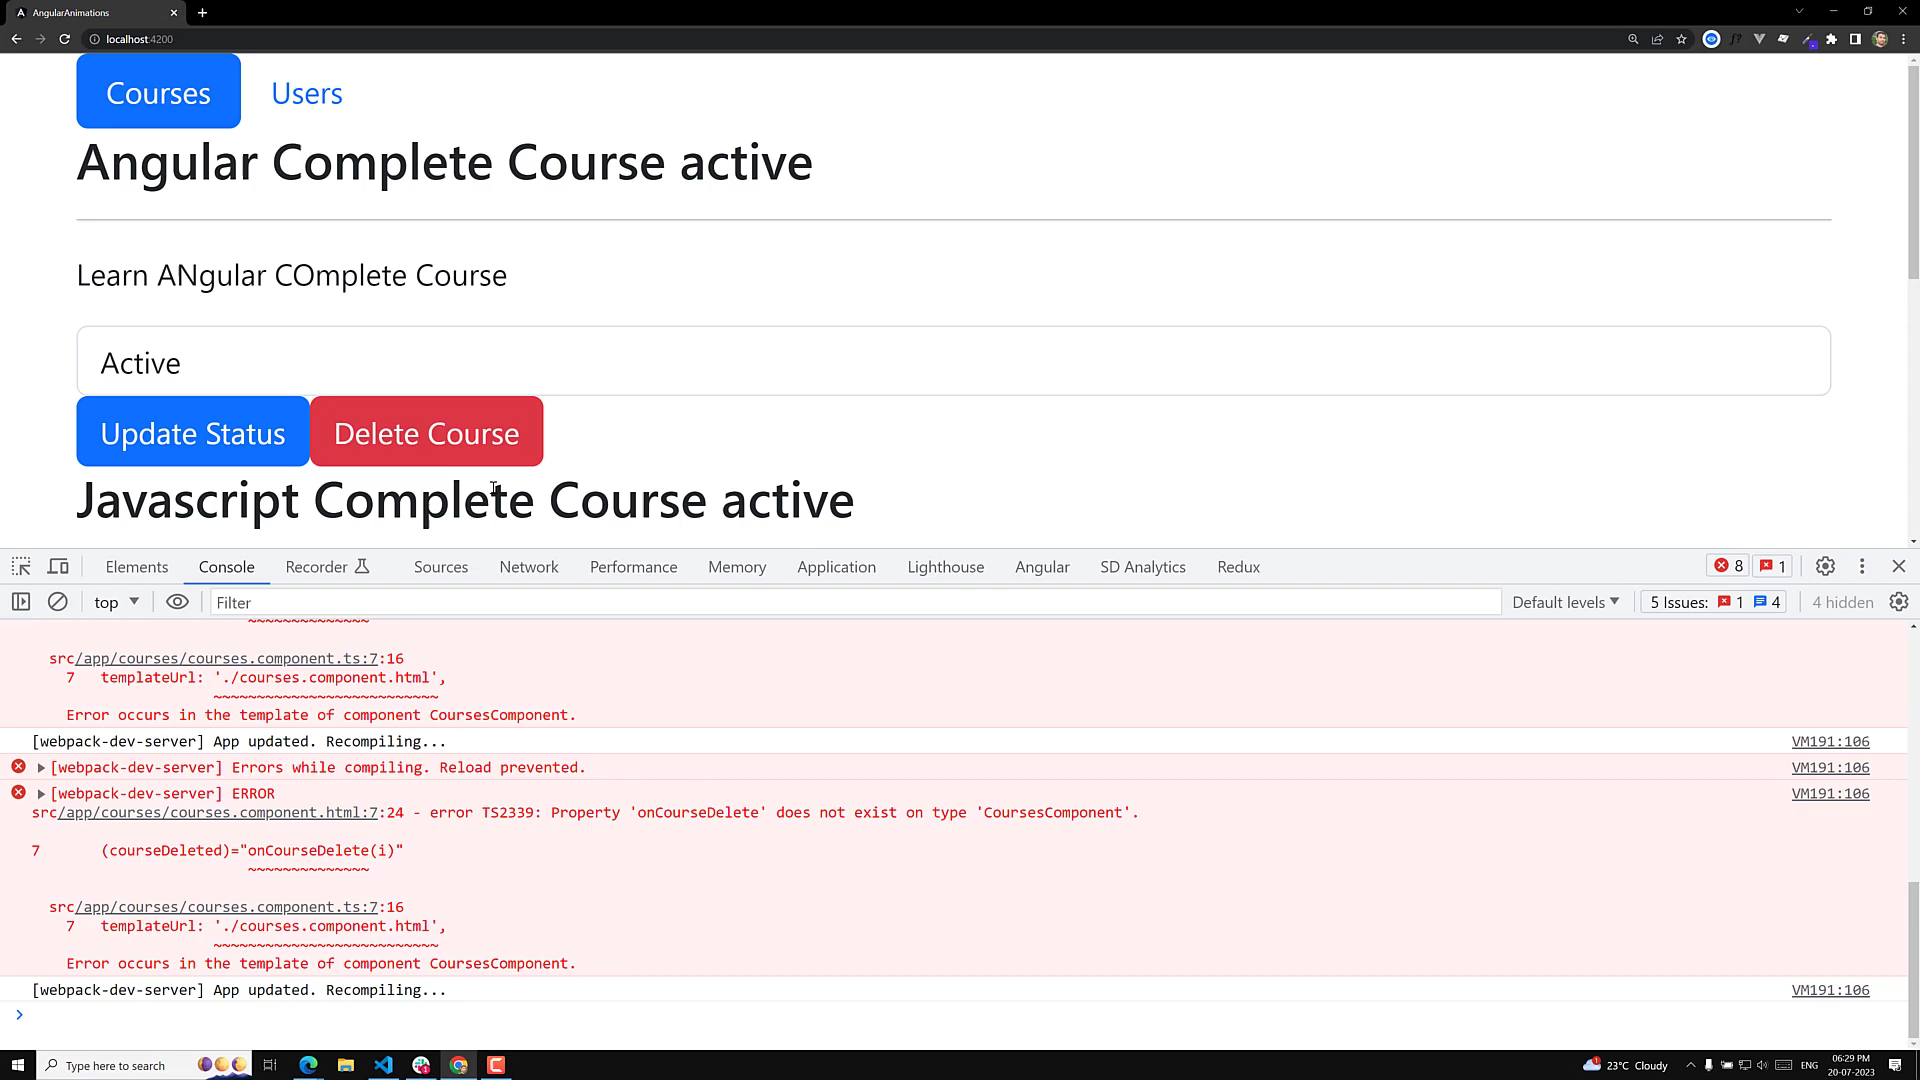 AngularAnimations
localhost:4200
Courses
Users
Angular Complete Course active
Learn ANgular COmplete Course
Active
Update Status
Delete Course
Javascript Complete Course active
Elements
Console
Recorder
Sources
Network
Performance
Memory
Application
Lighthouse
Angular
SD Analytics
Redux
8
1
top
Filter
Default levels
5 Issues: 1 4
4 hidden
~~~~~~~~~~~~~~
src/app/courses/courses.component.ts:7:16
7   templateUrl: './courses.component.html',
~~~~~~~~~~~~~~~~~~~~~~~~~~
Error occurs in the template of component CoursesComponent.
[webpack-dev-server] App updated. Recompiling... VM191:106
[webpack-dev-server] Errors while compiling. Reload prevented. VM191:106
[webpack-dev-server] ERROR VM191:106
src/app/courses/courses.component.html:7:24 - error TS2339: Property 'onCourseDelete' does not exist on type 'CoursesComponent'.
7       (courseDeleted)="onCourseDelete(i)"
~~~~~~~~~~~~~~
src/app/courses/courses.component.ts:7:16
7   templateUrl: './courses.component.html',
~~~~~~~~~~~~~~~~~~~~~~~~~~
Error occurs in the template of component CoursesComponent.
[webpack-dev-server] App updated. Recompiling... VM191:106
Type here to search
23°C Cloudy
ENG
06:29 PM
20-07-2023